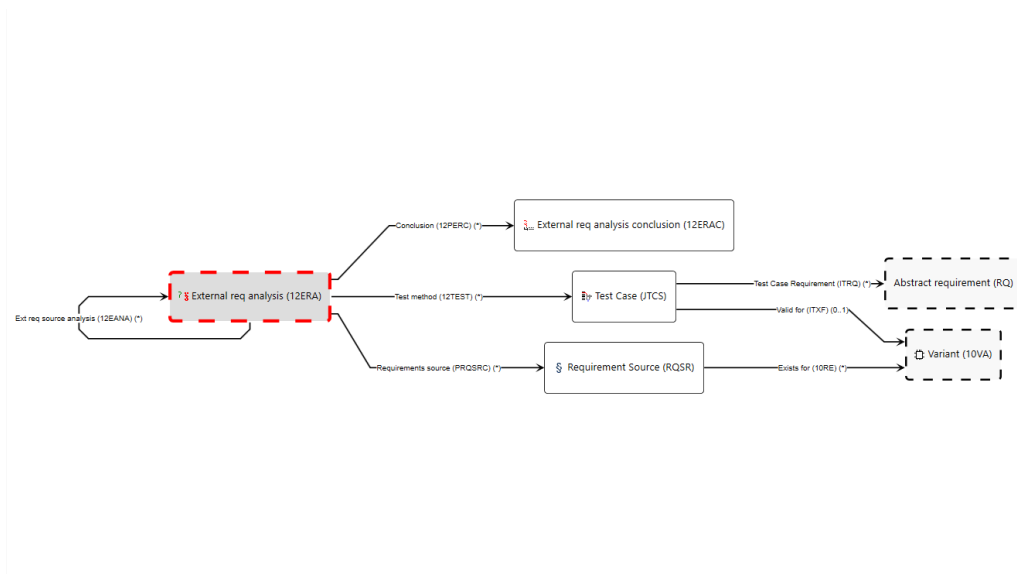 Conclusion (12PERC) (*)
External req analysis conclusion (12ERAC)
Test Case Requirement (ITRQ) (*)
Abstract requirement (RQ)
? § External req analysis (12ERA)
Test method (12TEST) (*)
Test Case (JTCS)
Valid for (ITXF) (0..1)
Ext req source analysis (12EANA) (*)
Variant (10VA)
Requirements source (PRQSRC) (*)
§ Requirement Source (RQSR)
Exists for (10RE) (*)